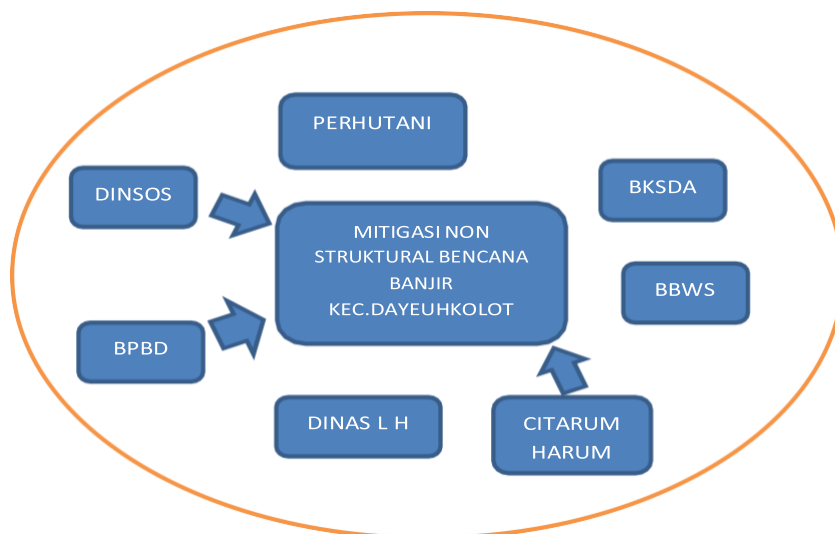 PERHUTANI
DINSOS
BKSDA
MITIGASI NON
STRUKTURAL BENCANA
BANJIR
KEC.DAYEUHKOLOT
BBWS
BPBD
DINAS L H
CITARUM
HARUM